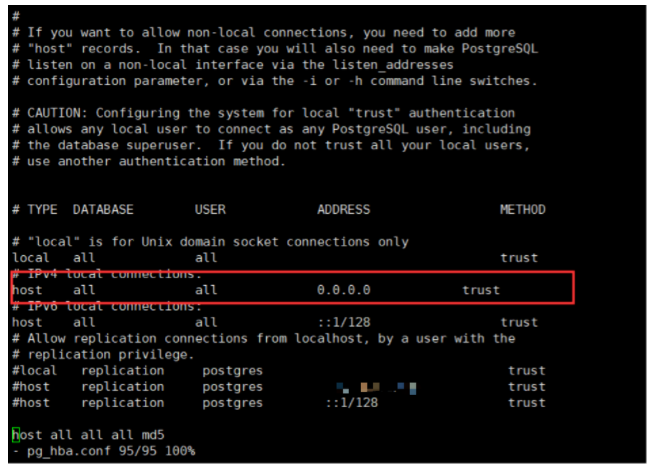 #
# If you want to allow non-local connections, you need to add more
# "host" records.  In that case you will also need to make PostgreSQL
# listen on a non-local interface via the listen_addresses
# configuration parameter, or via the -i or -h command line switches.
# CAUTION: Configuring the system for local "trust" authentication
# allows any local user to connect as any PostgreSQL user, including
# the database superuser.  If you do not trust all your local users,
# use another authentication method.
# TYPE  DATABASE        USER            ADDRESS                 METHOD
# "local" is for Unix domain socket connections only
local   all             all                                     trust
# IPv4 local connections:
host    all             all             0.0.0.0            trust
# IPv6 local connections:
host    all             all             ::1/128                 trust
# Allow replication connections from localhost, by a user with the
# replication privilege.
#local   replication     postgres                                trust
#host    replication     postgres                                trust
#host    replication     postgres        ::1/128                 trust
host all all all md5
- pg_hba.conf 95/95 100%